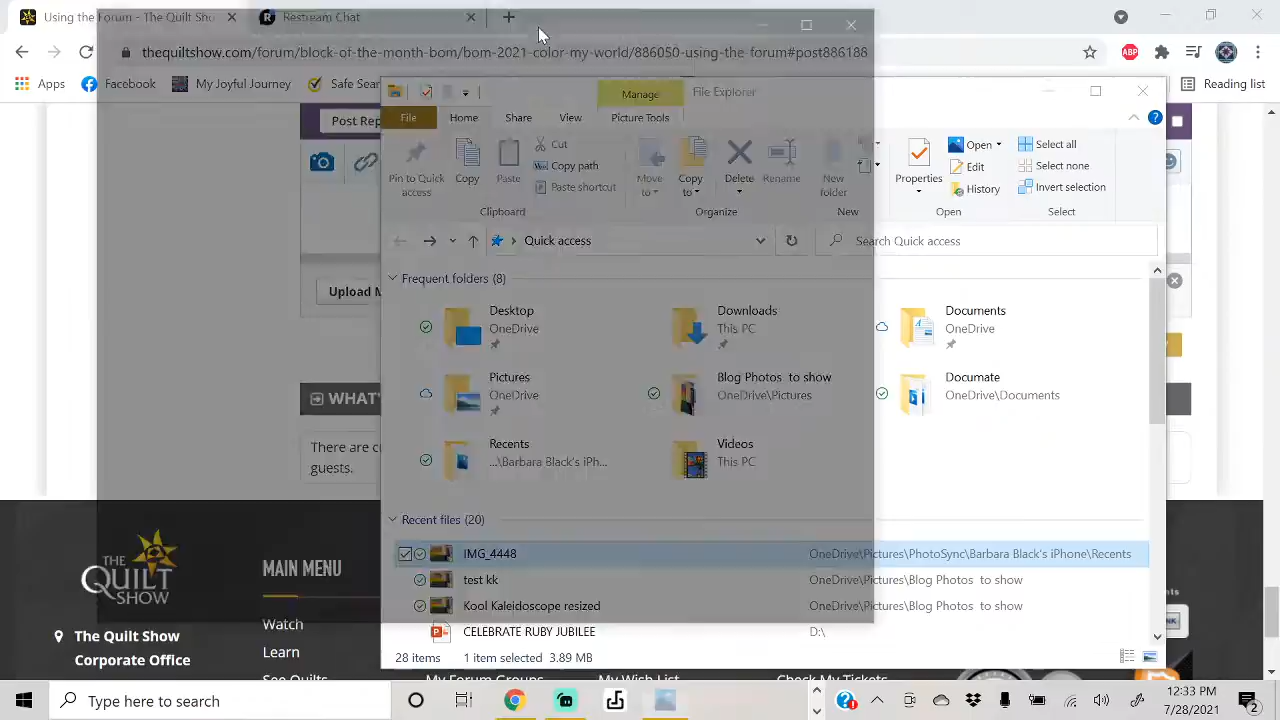 Using the Forum - The Quilt Sho
Restream Chat
thequiltshow.com/forum/block-of-the-month-bom/bom-2021-color-my-world/886050-using-the-forum#post886188
ABP
Apps
Facebook
My Joyful Journey
Safe Sear
Reading list
Manage
File Explorer
File
Home
Share
View
Picture Tools
Post Rep
Pin to Quick access
Copy
Paste
Cut
Copy path
Paste shortcut
Move to
Copy to
Delete
Rename
New folder
Properties
Open
Edit
History
Select all
Select none
Invert selection
Clipboard
Organize
New
Open
Select
Quick access
Search Quick access
Upload M
Frequent folders (8)
Desktop
OneDrive
Downloads
This PC
Documents
OneDrive
Pictures
OneDrive
Blog Photos to show
OneDrive\Pictures
Documate
OneDrive\Documents
WHAT'
There are cu
guests.
Recents
...\Barbara Black's iPh...
Videos
This PC
Recent files (20)
IMG_4448
OneDrive\Pictures\PhotoSync\Barbara Black's iPhone\Recents
test kk
OneDrive\Pictures\Blog Photos to show
Kool Kaleidoscope resized
OneDrive\Pictures\Blog Photos to show
CELEBRATE RUBY JUBILEE
D:\
28 items
1 item selected 3.89 MB
THE
QUILT
SHOW
MAIN MENU
Watch
Learn
See Quilts
The Quilt Show
Corporate Office
My Forum Groups
My Wish List
Check My Tickets
Type here to search
12:33 PM
7/28/2021
2